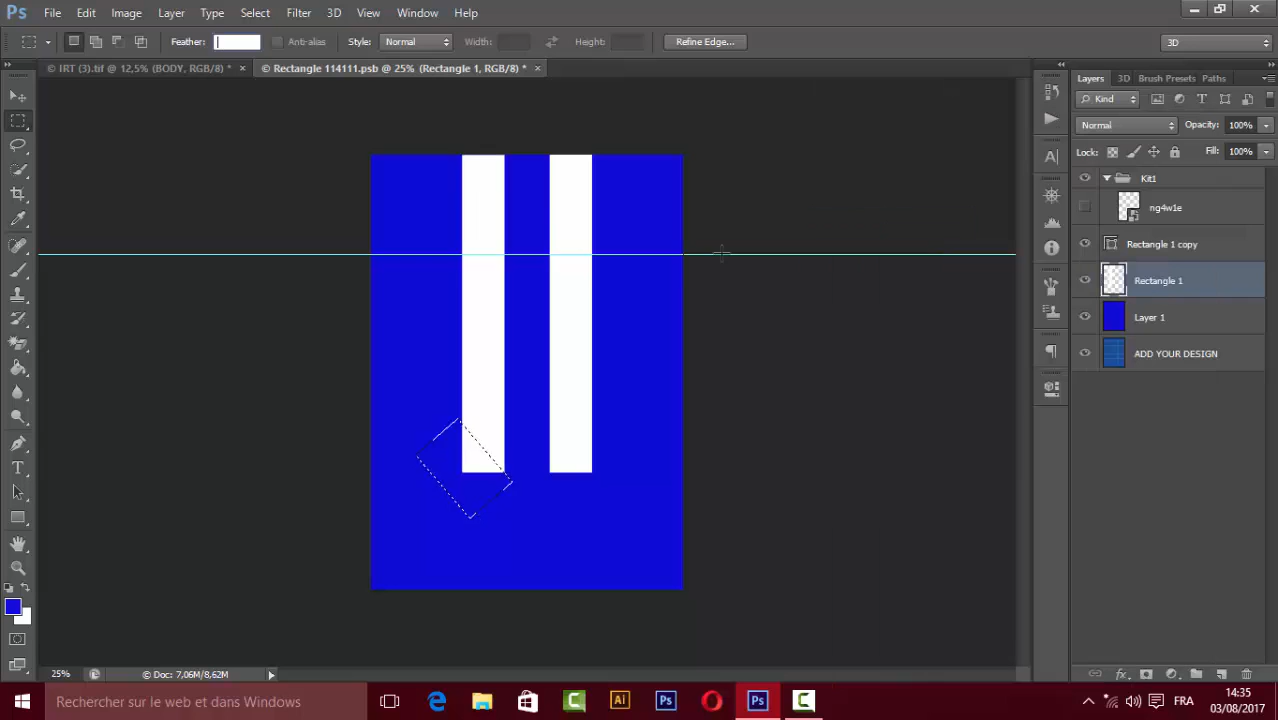 Ps File Edit Image Layer Type Select Filter 3D View Window Help
Feather: Anti-alias Style: Normal Width: Height: Refine Edge... 3D
© IRT (3).tif @ 12,5% (BODY, RGB/8) * × © Rectangle 114111.psb @ 25% (Rectangle 1, RGB/8) * ×
Layers 3D Brush Presets Paths
Kind
Normal Opacity: 100%
Lock: Fill: 100%
Kit1
ng4w1e
Rectangle 1 copy
Rectangle 1
Layer 1
ADD YOUR DESIGN
25% © Doc: 7,06M/8,62M
Rechercher sur le web et dans Windows
FR
14:35
03/08/2017